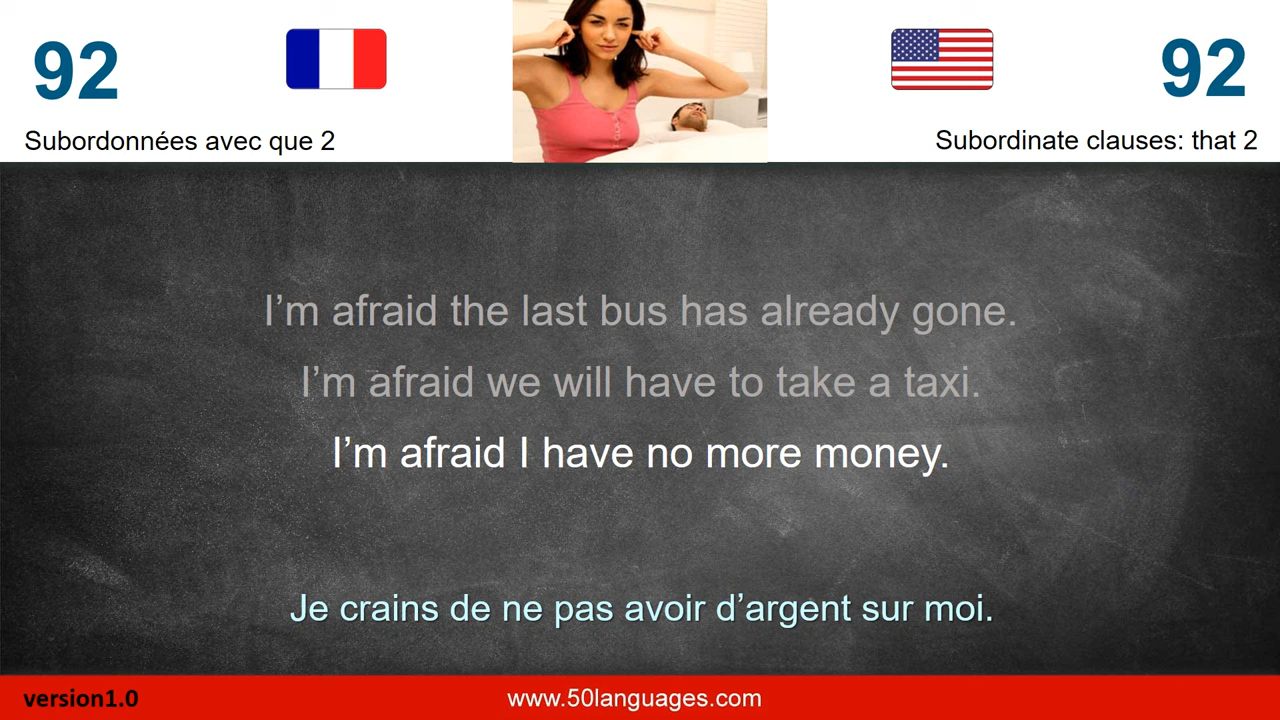 92
92
Subordonnées avec que 2
Subordinate clauses: that 2
I’m afraid the last bus has already gone.
I’m afraid we will have to take a taxi.
I’m afraid I have no more money.
Je crains de ne pas avoir d’argent sur moi.
version1.0
www.50languages.com